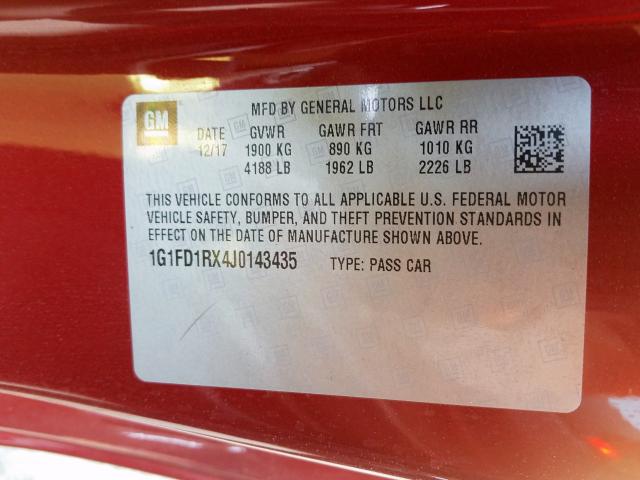 GM
MFD BY GENERAL MOTORS LLC
DATE GVWR GAWR FRT GAWR RR
12/17 1900 KG 890 KG 1010 KG
4188 LB 1962 LB 2226 LB
THIS VEHICLE CONFORMS TO ALL APPLICABLE U.S. FEDERAL MOTOR
VEHICLE SAFETY, BUMPER, AND THEFT PREVENTION STANDARDS IN
EFFECT ON THE DATE OF MANUFACTURE SHOWN ABOVE.
1G1FD1RX4J0143435 TYPE: PASS CAR